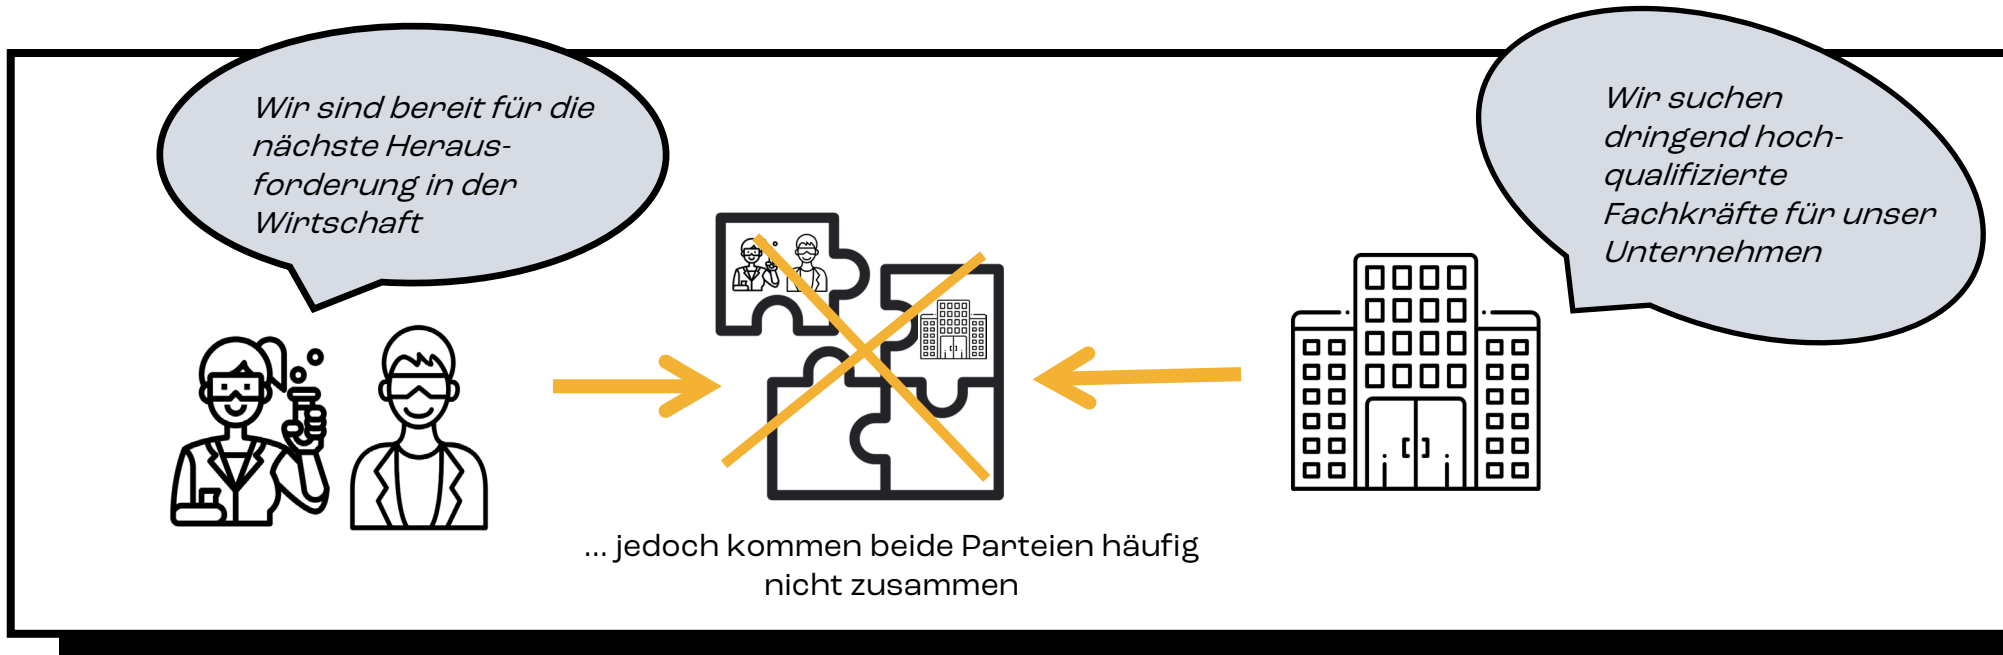 Wir sind bereit für die
nächste Heraus-
forderung in der
Wirtschaft
Wir suchen
dringend hoch-
qualifizierte
Fachkräfte für unser
Unternehmen
... jedoch kommen beide Parteien häufig
nicht zusammen